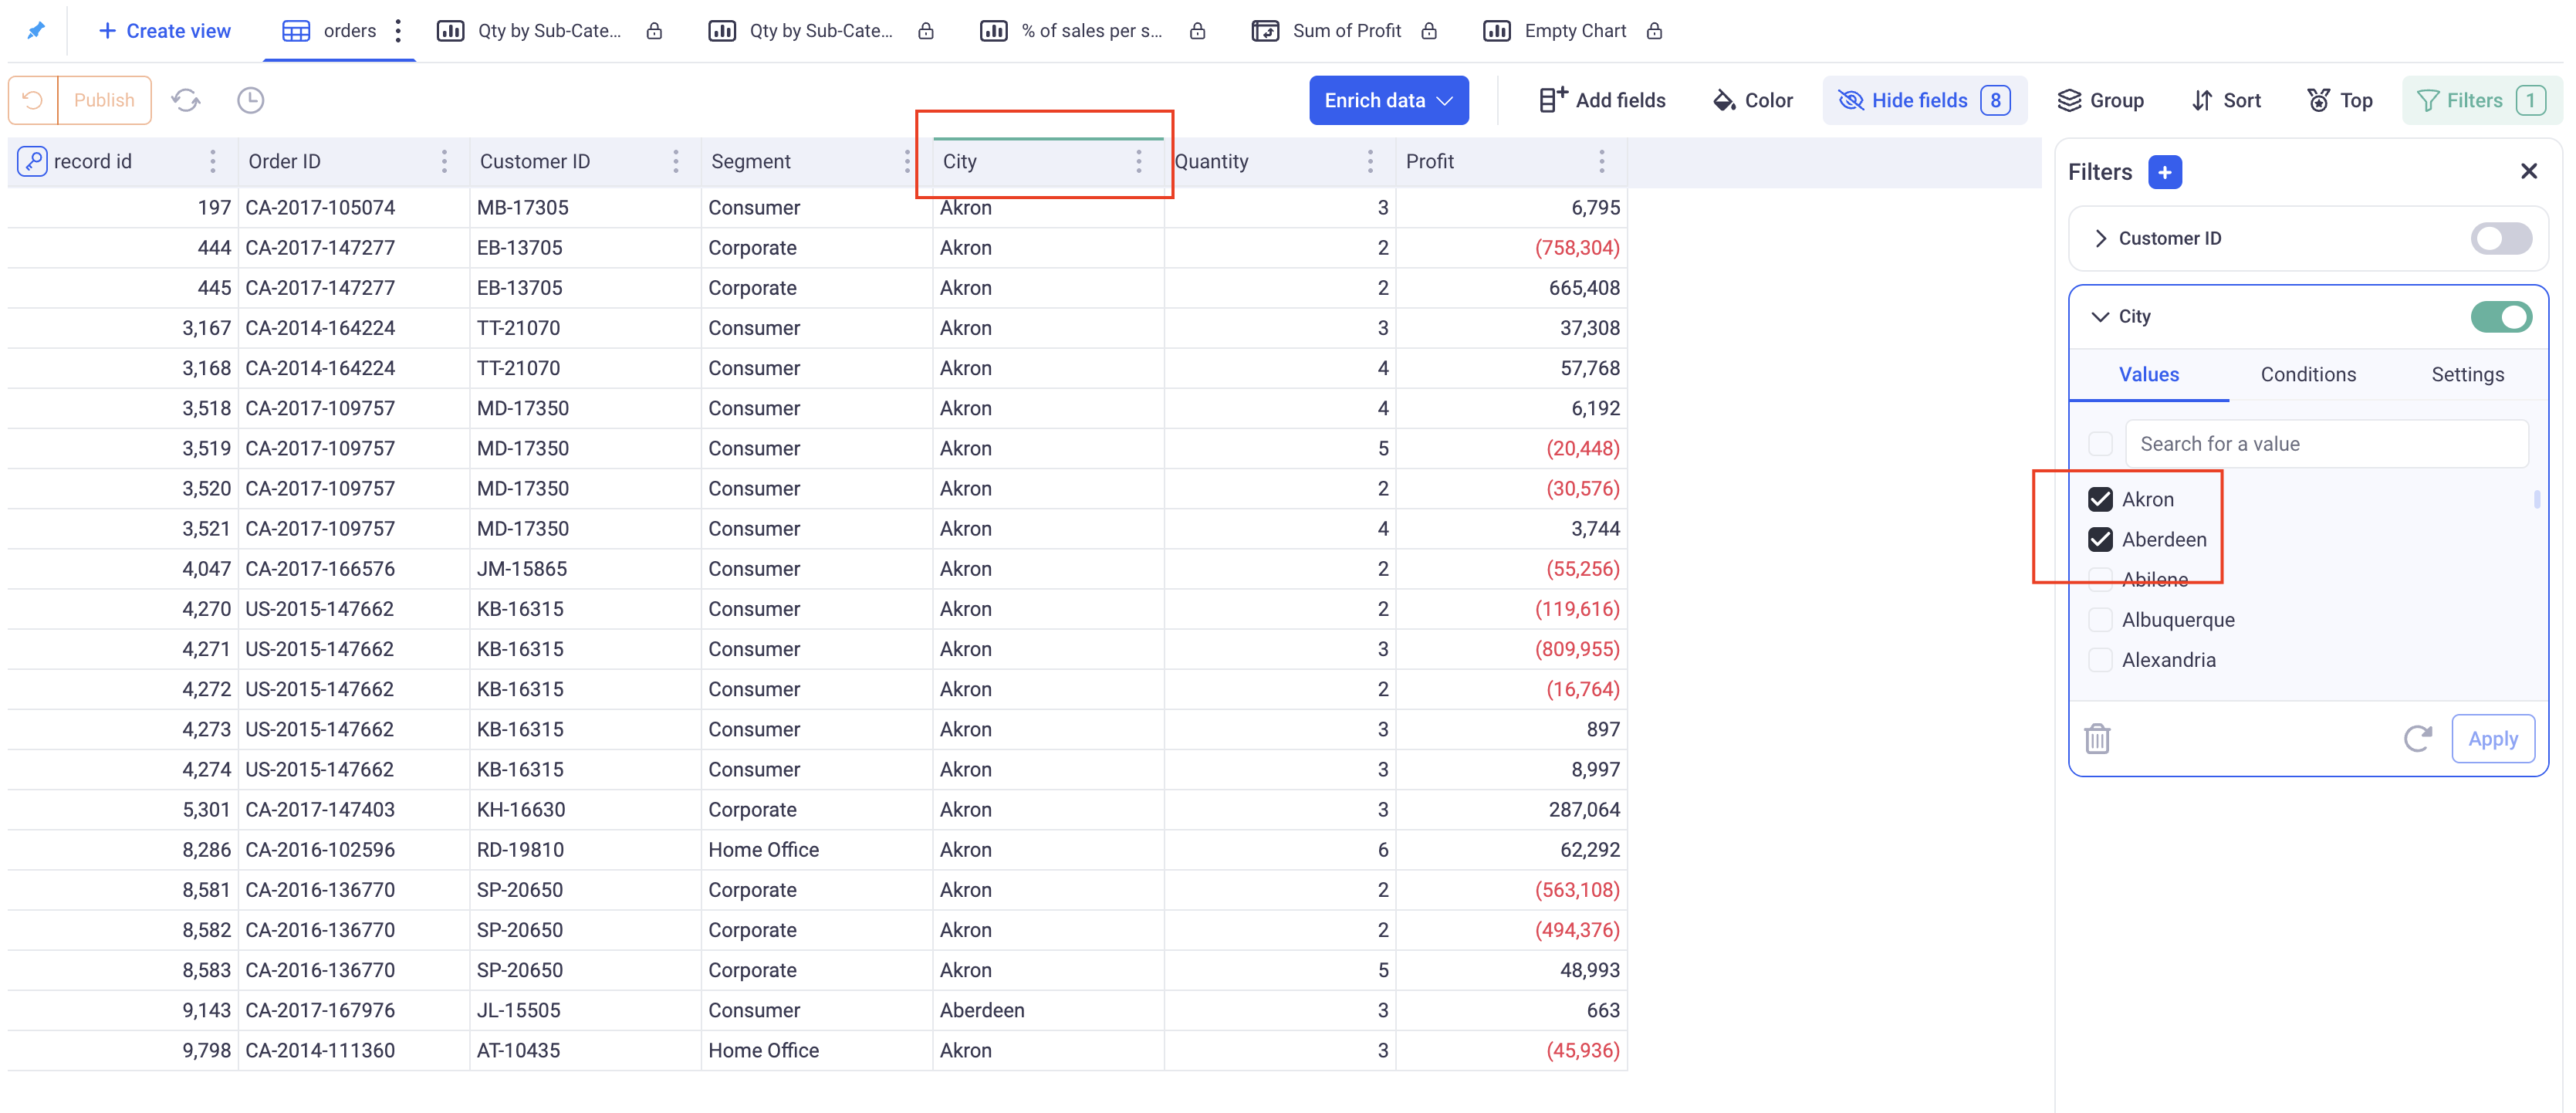 Create view orders Qty by Sub-Cate... Qty by Sub-Cate... % of sales per s... Sum of Profit Empty Chart
Publish Enrich data Add fields Color Hide fields 8 Group Sort Top Filters 1
record id Order ID Customer ID Segment City Quantity Profit
197 CA-2017-105074 MB-17305 Consumer Akron 3 6,795
444 CA-2017-147277 EB-13705 Corporate Akron 2 (758,304)
445 CA-2017-147277 EB-13705 Corporate Akron 2 665,408
3,167 CA-2014-164224 TT-21070 Consumer Akron 3 37,308
3,168 CA-2014-164224 TT-21070 Consumer Akron 4 57,768
3,518 CA-2017-109757 MD-17350 Consumer Akron 4 6,192
3,519 CA-2017-109757 MD-17350 Consumer Akron 5 (20,448)
3,520 CA-2017-109757 MD-17350 Consumer Akron 2 (30,576)
3,521 CA-2017-109757 MD-17350 Consumer Akron 4 3,744
4,047 CA-2017-166576 JM-15865 Consumer Akron 2 (55,256)
4,270 US-2015-147662 KB-16315 Consumer Akron 2 (119,616)
4,271 US-2015-147662 KB-16315 Consumer Akron 3 (809,955)
4,272 US-2015-147662 KB-16315 Consumer Akron 2 (16,764)
4,273 US-2015-147662 KB-16315 Consumer Akron 3 897
4,274 US-2015-147662 KB-16315 Consumer Akron 3 8,997
5,301 CA-2017-147403 KH-16630 Corporate Akron 3 287,064
8,286 CA-2016-102596 RD-19810 Home Office Akron 6 62,292
8,581 CA-2016-136770 SP-20650 Corporate Akron 2 (563,108)
8,582 CA-2016-136770 SP-20650 Corporate Akron 2 (494,376)
8,583 CA-2016-136770 SP-20650 Corporate Akron 5 48,993
9,143 CA-2017-167976 JL-15505 Consumer Aberdeen 3 663
9,798 CA-2014-111360 AT-10435 Home Office Akron 3 (45,936)
Filters
Customer ID
City
Values Conditions Settings
Search for a value
Akron
Aberdeen
Abilene
Albuquerque
Alexandria
Apply